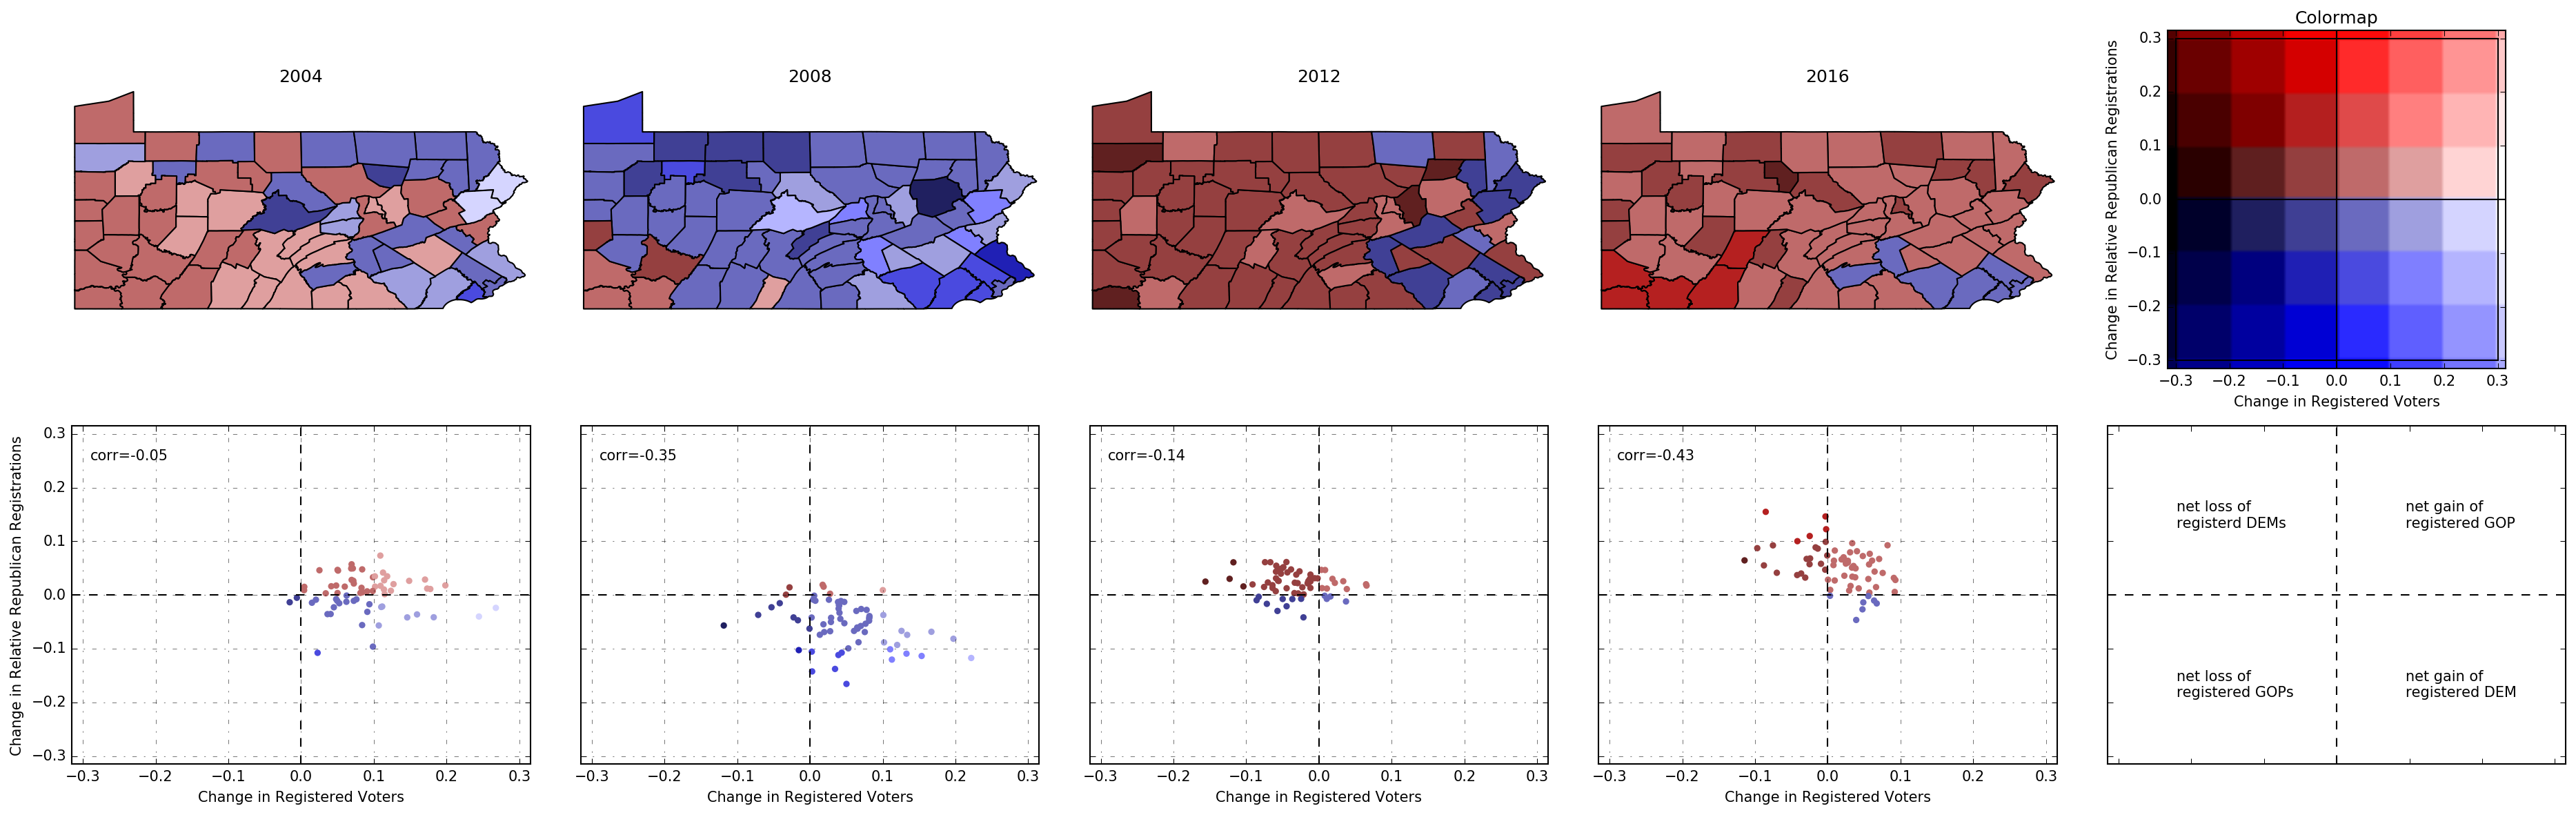 2004
2008
2012
2016
Colormap
Change in Relative Republican Registrations
0.3
0.2
0.1
0.0
−0.1
−0.2
−0.3
−0.3 −0.2 −0.1 0.0 0.1 0.2 0.3
Change in Registered Voters
Change in Relative Republican Registrations
0.3
0.2
0.1
0.0
−0.1
−0.2
−0.3
corr=-0.05
−0.3 −0.2 −0.1 0.0 0.1 0.2 0.3
Change in Registered Voters
corr=-0.35
−0.3 −0.2 −0.1 0.0 0.1 0.2 0.3
Change in Registered Voters
corr=-0.14
−0.3 −0.2 −0.1 0.0 0.1 0.2 0.3
Change in Registered Voters
corr=-0.43
−0.3 −0.2 −0.1 0.0 0.1 0.2 0.3
Change in Registered Voters
net loss of
registerd DEMs
net gain of
registered GOP
net loss of
registered GOPs
net gain of
registered DEM